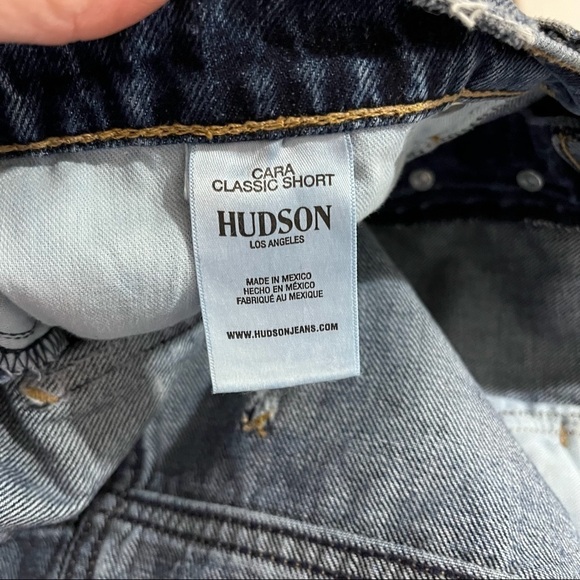 CARA
CLASSIC SHORT
HUDSON
LOS ANGELES
MADE IN MEXICO
HECHO EN MÉXICO
FABRIQUÉ AU MEXIQUE
WWW.HUDSONJEANS.COM